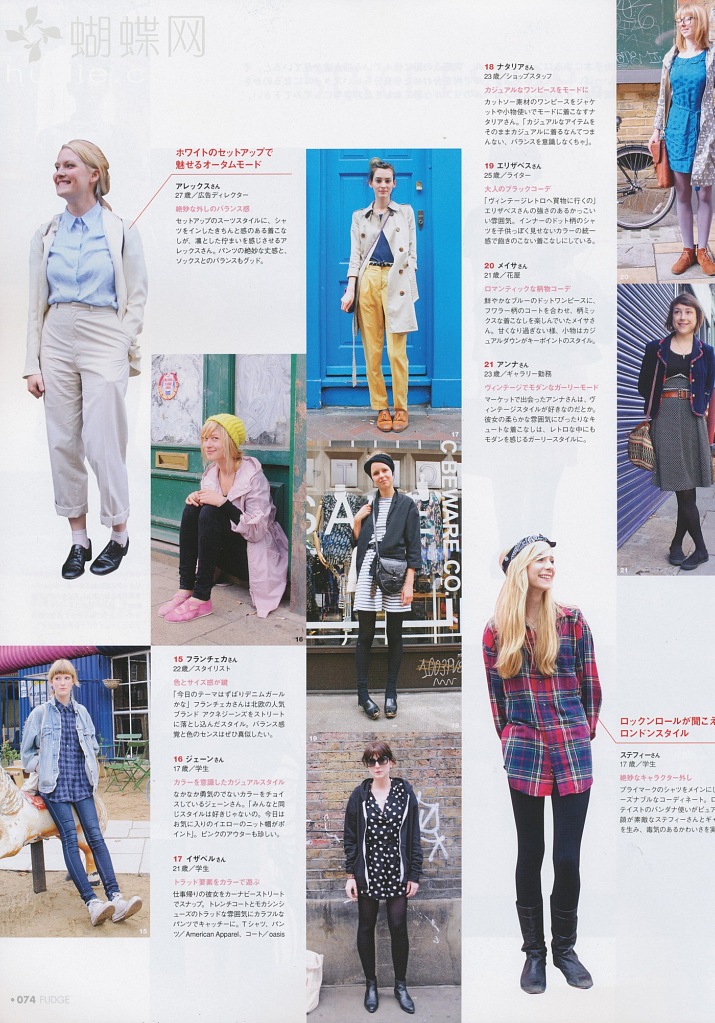 蝴蝶网
ホワイトのセットアップで
魅せるオータムモード
アレックスさん
27歳／広告ディレクター
絶妙な外しのバランス感
セットアップのスーツスタイルに、シャ
ツをインしたきちんと感のある着こな
しが、凛とした佇まいを感じさせるア
レックスさん。パンツの絶妙な丈感と、
ソックスとのバランスもグッド。
18 ナタリアさん
23歳／ショップスタッフ
カジュアルなワンピースをモードに
カットソー素材のワンピースをジャケ
ットや小物使いでモードに着こなすナ
タリアさん。「カジュアルなアイテムを
そのままカジュアルに着るなんてつま
んない、バランスを意識しなくちゃ」。
19 エリザベスさん
25歳／ライター
大人のブラックコーデ
「ヴィンテージレトロへ買物に行くの」
エリザベスさんの強さのあるかっこい
い雰囲気。インナーのドット柄のシャ
ツを子供っぽく見せないカラーの統一
感で飽きのこない着こなしにしている。
20 メイサさん
21歳／花屋
ロマンティックな柄物コーデ
鮮やかなブルーのドットワンピースに、
フワラー柄のコートを合わせ、柄ミッ
クスな着こなしを楽しんでいたメイサ
さん。甘くなり過ぎない様、小物はカジ
ュアルダウンがキーポイントのスタイル。
21 アンナさん
23歳／ギャラリー勤務
ヴィンテージでモダンなガーリーモード
マーケットで出会ったアンナさんは、ヴ
ィンテージスタイルが好きなのだとか。
彼女の柔らかな雰囲気にぴったりなキ
ュートな着こなしは、レトロな中にも
モダンを感じるガーリースタイルに。
20
17
21
C BEWARE CO.
SA
16
18
15 フランチェカさん
22歳／スタイリスト
色とサイズ感が鍵
「今日のテーマはずばりデニムガール
かな」フランチェカさんは北欧の人気
ブランド アクネジーンズをストリート
に落とし込んだスタイル。バランス感
覚と色のセンスはぜひ真似したい。
16 ジェーンさん
17歳／学生
カラーを意識したカジュアルスタイル
なかなか勇気のでないカラーをチョイ
スしているジェーンさん。「みんなと同
じスタイルは好きじゃないの。今日は
お気に入りのイエローのニット帽がポ
イント」。ピンクのアウターも珍しい。
17 イザベルさん
21歳／学生
トラッド要素をカラーで遊ぶ
仕事帰りの彼女をカーナビーストリート
でスナップ。トレンチコートとモカシンシ
ューズのトラッドな雰囲気にカラフルな
パンツでキャッチーに。Tシャツ、パン
ツ／American Apparel、コート／oasis
15
19
ロックンロールが聞こえ
ロンドンスタイル
ステフィーさん
17歳／学生
絶妙なキャラクター外し
プライマークのシャツをメインにし
ーズナブルなコーディネート。ロ
テイストのバンダナ使いがピュア
顔が素敵なステフィーさんとギャ
を生み、毒気のあるかわいさを実
074 FUDGE